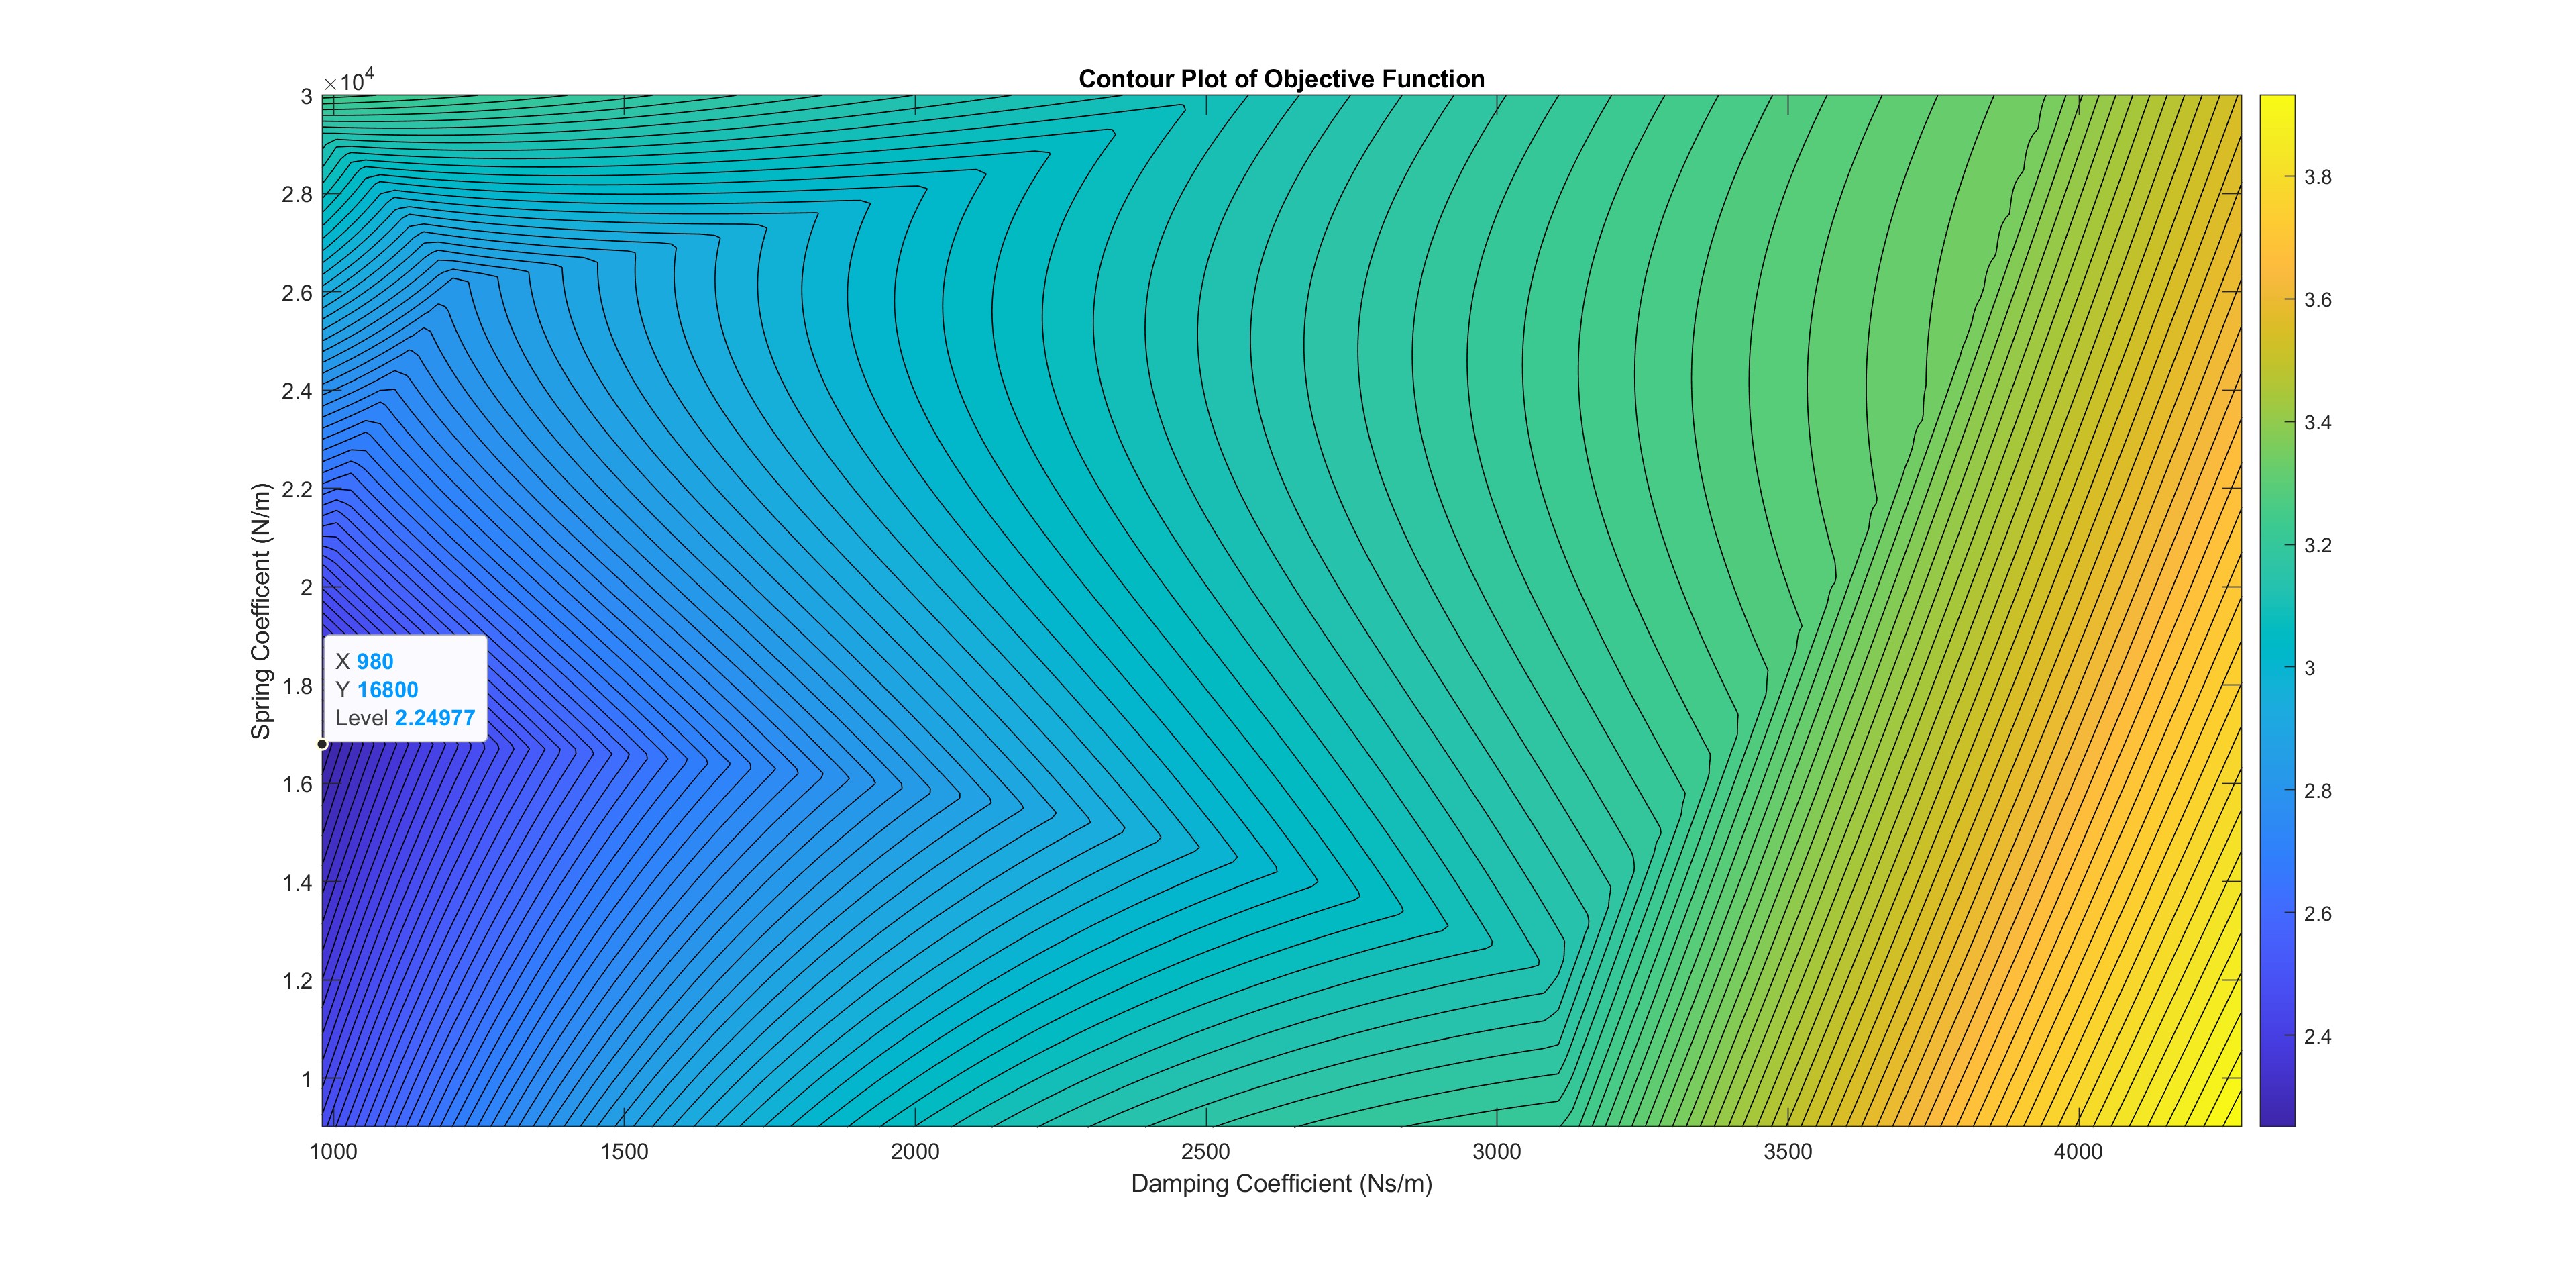 Contour Plot of Objective Function
×10^4
3
2.8
2.6
2.4
2.2
2
1.8
1.6
1.4
1.2
1
Spring Coefficent (N/m)
X 980
Y 16800
Level 2.24977
1000 1500 2000 2500 3000 3500 4000
Damping Coefficient (Ns/m)
3.8
3.6
3.4
3.2
3
2.8
2.6
2.4